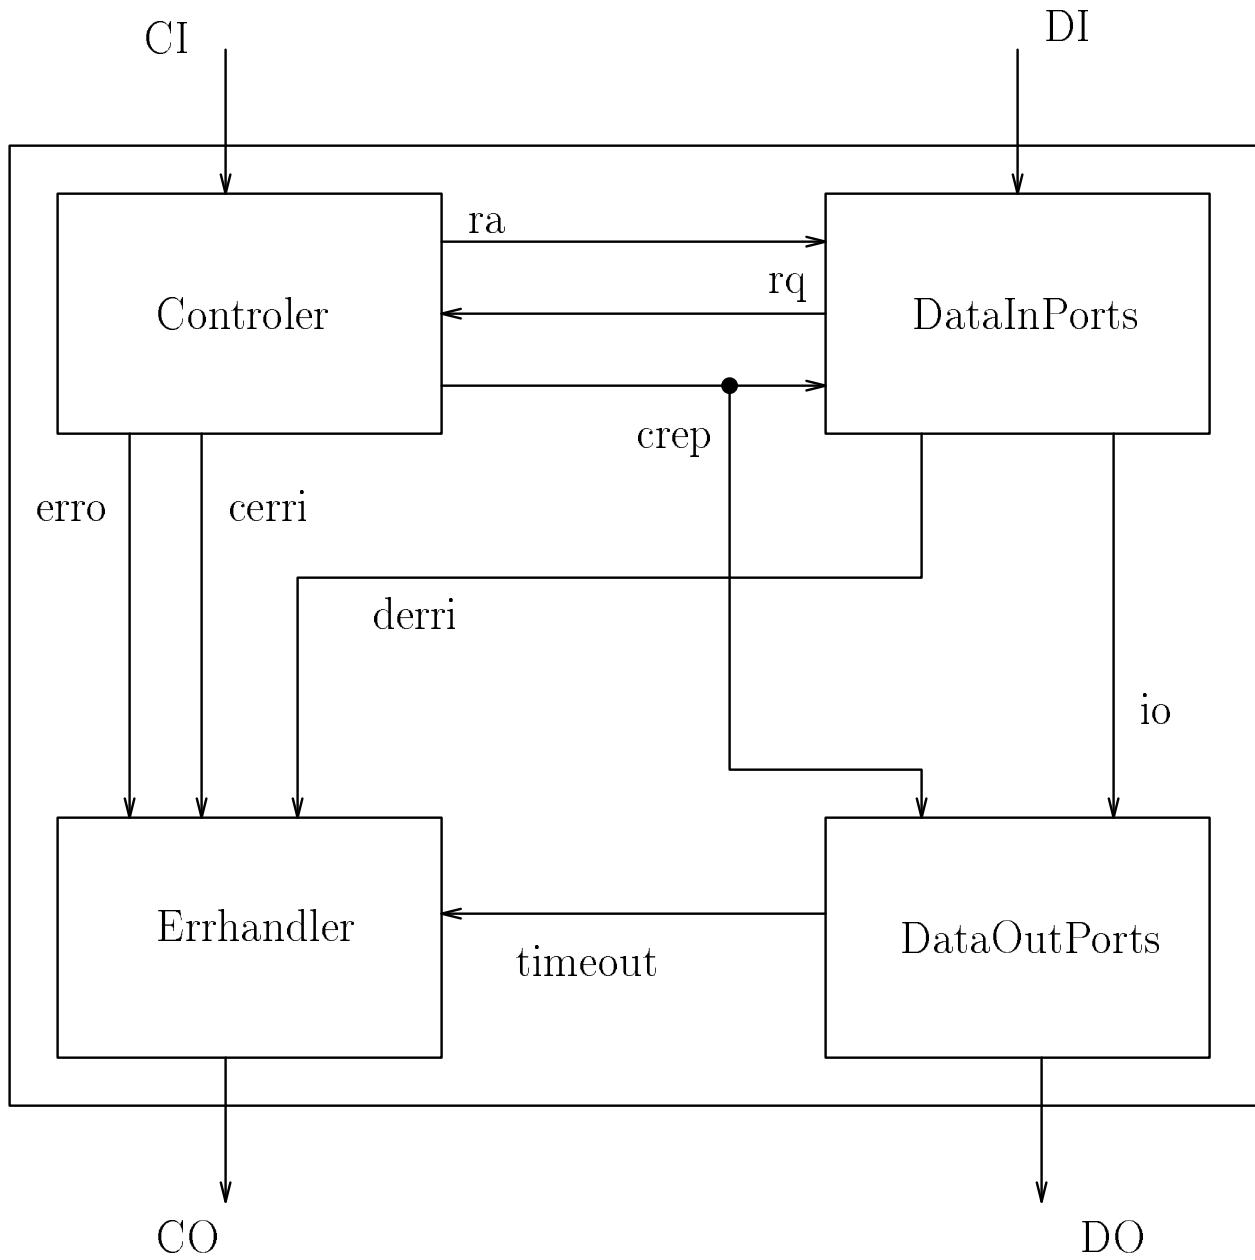 CI
DI
ra
rq
Controler
DataInPorts
crep
erro
cerri
derri
io
Errhandler
DataOutPorts
timeout
CO
DO